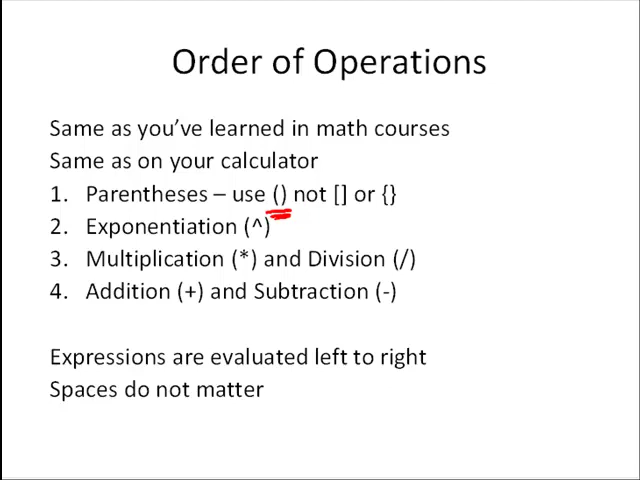 Order of Operations
Same as you've learned in math courses
Same as on your calculator
1. Parentheses – use () not [] or {}
2. Exponentiation (^)
3. Multiplication (*) and Division (/)
4. Addition (+) and Subtraction (-)
Expressions are evaluated left to right
Spaces do not matter